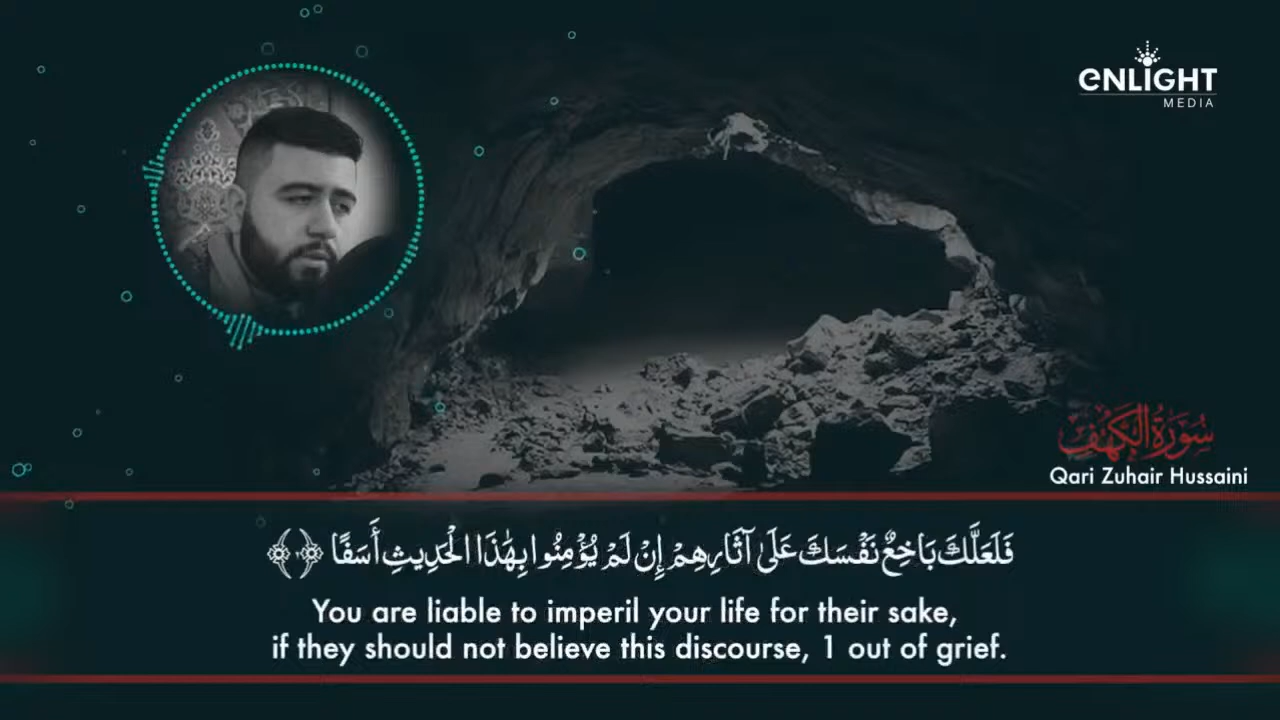 eNLIGHT
MEDIA
سُورَةُ الكَهْف
Qari Zuhair Hussaini
فَلَعَلَّكَ بَاخِعٌ نَفْسَكَ عَلَىٰ آثَارِهِمْ إِنْ لَمْ يُؤْمِنُوا بِهَٰذَا الْحَدِيثِ أَسَفًا
You are liable to imperil your life for their sake,
if they should not believe this discourse, 1 out of grief.